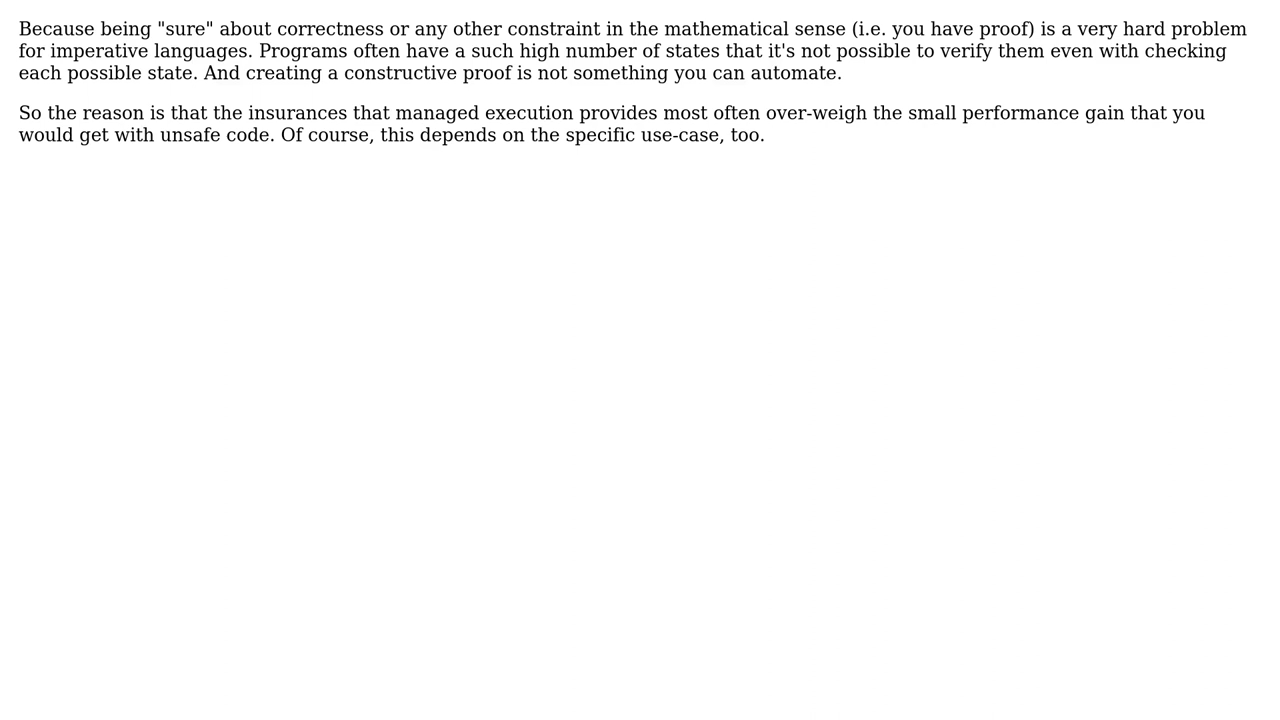 Because being "sure" about correctness or any other constraint in the mathematical sense (i.e. you have proof) is a very hard problem
for imperative languages. Programs often have a such high number of states that it's not possible to verify them even with checking
each possible state. And creating a constructive proof is not something you can automate.
So the reason is that the insurances that managed execution provides most often over-weigh the small performance gain that you
would get with unsafe code. Of course, this depends on the specific use-case, too.